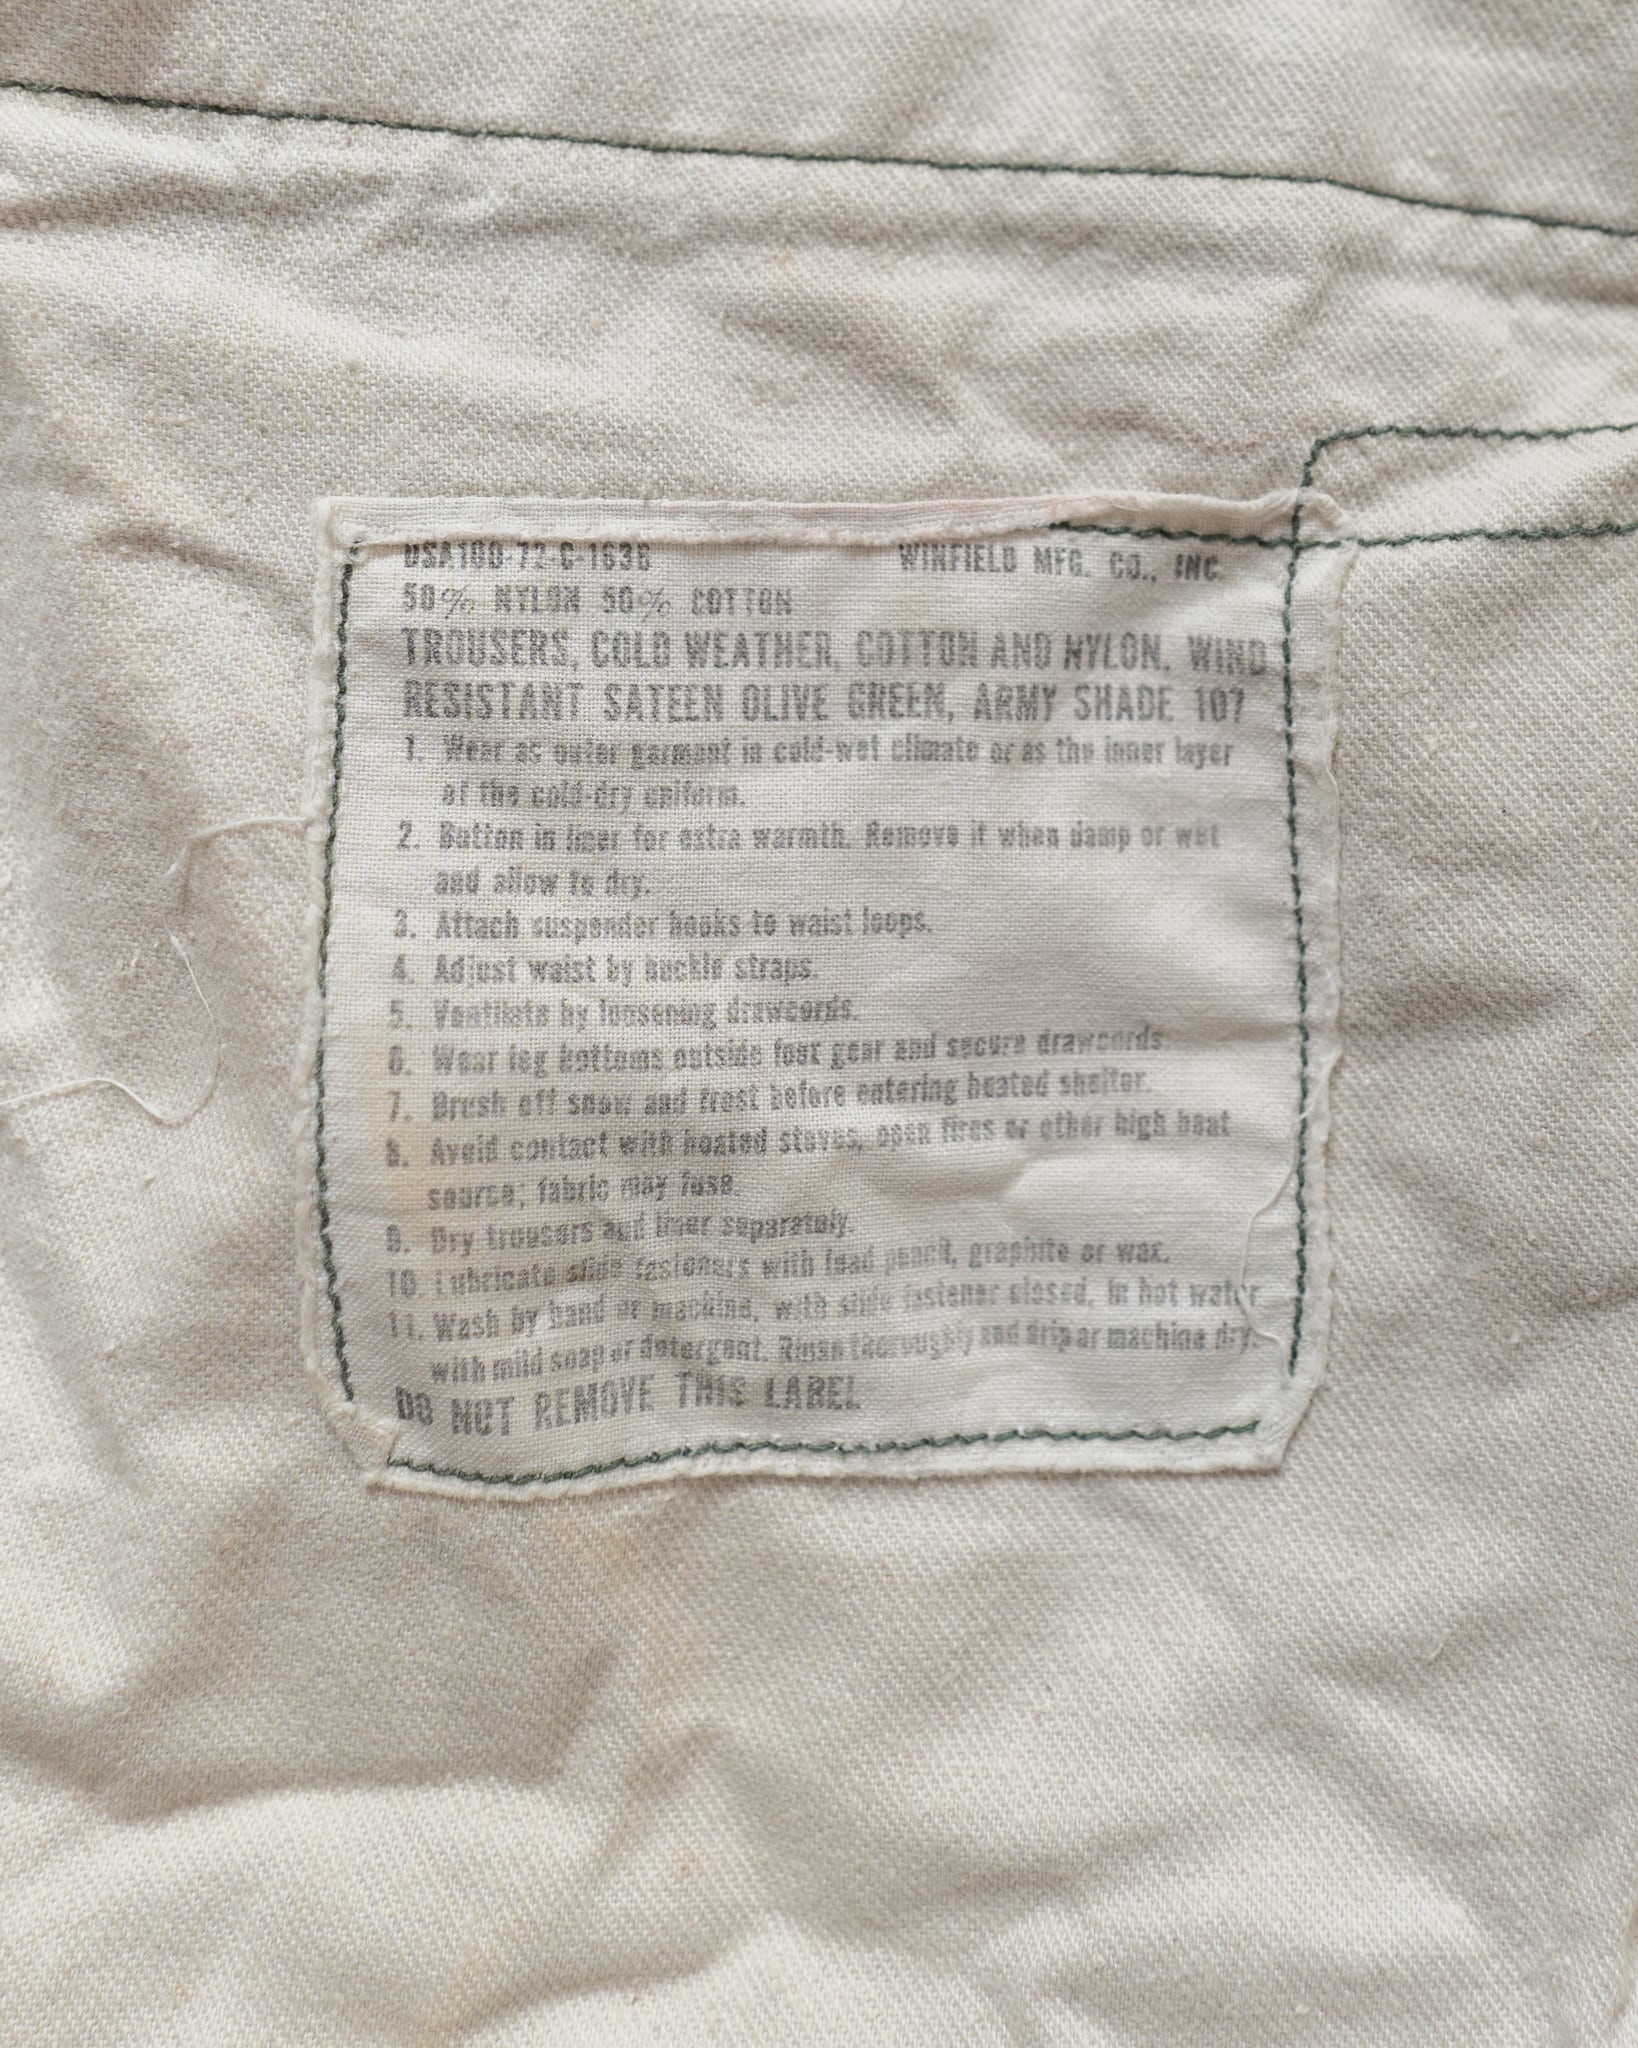 DSA100-72-C-1636 WINFIELD MFG. CO., INC.
50% NYLON 50% COTTON
TROUSERS, COLD WEATHER, COTTON AND NYLON, WIND
RESISTANT SATEEN OLIVE GREEN, ARMY SHADE 107
1. Wear as outer garment in cold-wet climate or as the inner layer
of the cold-dry uniform.
2. Button in liner for extra warmth. Remove it when damp or wet
and allow to dry.
3. Attach suspender hooks to waist loops.
4. Adjust waist by buckle straps.
5. Ventilate by loosening drawcords.
6. Wear leg bottoms outside foot gear and secure drawcords.
7. Brush off snow and frost before entering heated shelter.
8. Avoid contact with heated stoves, open fires or other high heat
source; fabric may fuse.
9. Dry trousers and liner separately.
10. Lubricate slide fasteners with lead pencil, graphite or wax.
11. Wash by hand or machine, with slide fastener closed, in hot water
with mild soap or detergent. Rinse thoroughly and drip or machine dry.
DO NOT REMOVE THIS LABEL